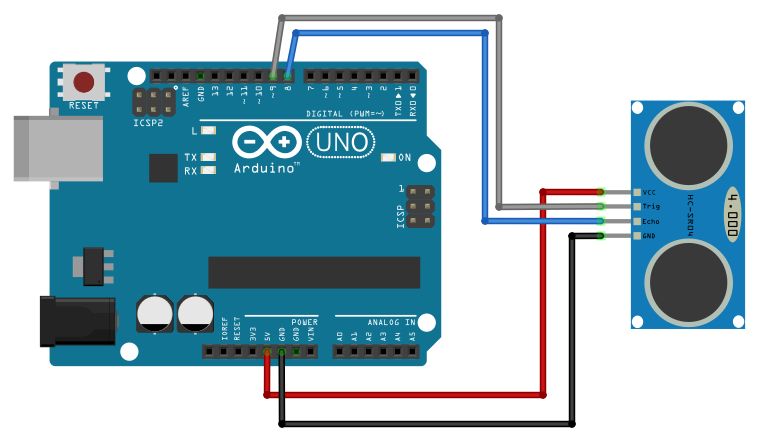 RESET
ICSP2
AREF
GND
13
12
~11
~10
~9
8
7
~6
~5
4
~3
2
TXD▶1
RXD◀0
DIGITAL (PWM=~)
L
TX
RX
UNO
ON
Arduino™
1
ICSP
VCC
Trig
Echo
GND
HC-SR04
4.000
POWER
ANALOG IN
IOREF
RESET
3V3
5V
GND
GND
VIN
A0
A1
A2
A3
A4
A5